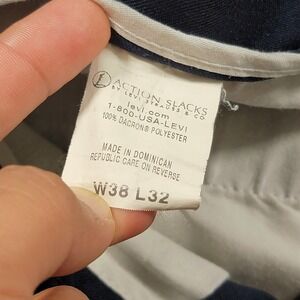 ACTION SLACKS
BY LEVI STRAUSS & CO
levi.com
1-800-USA-LEVI
100% DACRON® POLYESTER
MADE IN DOMINICAN
REPUBLIC CARE ON REVERSE
W38 L32